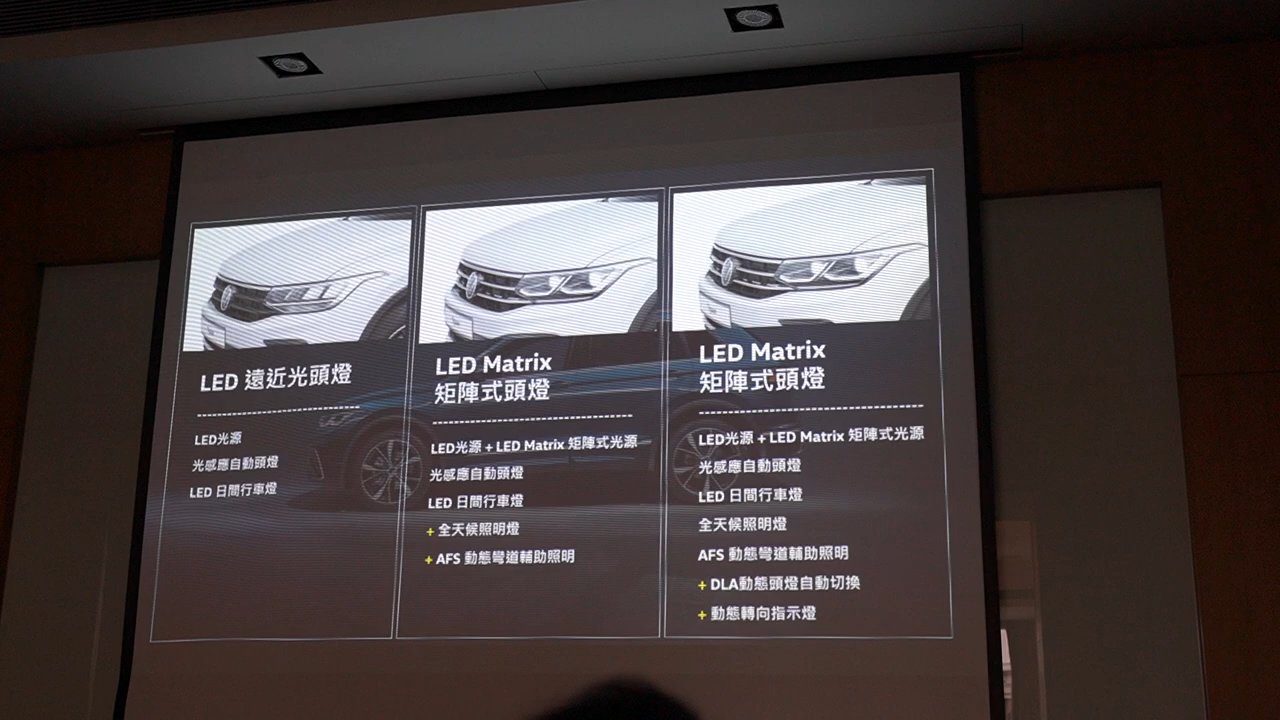 LED 遠近光頭燈
LED光源
光感應自動頭燈
LED 日間行車燈
LED Matrix
矩陣式頭燈
LED光源 + LED Matrix 矩陣式光源
光感應自動頭燈
LED 日間行車燈
+ 全天候照明燈
+ AFS 動態彎道輔助照明
LED Matrix
矩陣式頭燈
LED光源 + LED Matrix 矩陣式光源
光感應自動頭燈
LED 日間行車燈
全天候照明燈
AFS 動態彎道輔助照明
+ DLA動態頭燈自動切換
+ 動態轉向指示燈